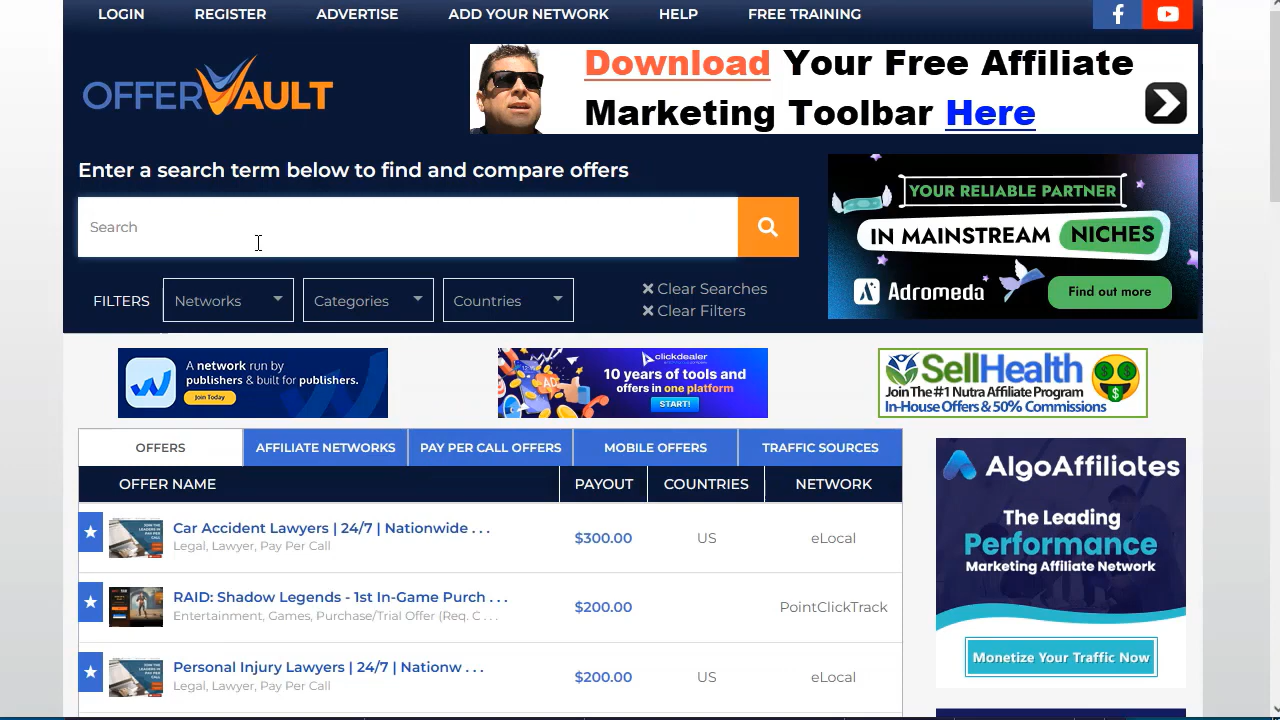 LOGIN REGISTER ADVERTISE ADD YOUR NETWORK HELP FREE TRAINING
OFFERVAULT
Download Your Free Affiliate
Marketing Toolbar Here
Enter a search term below to find and compare offers
Search
FILTERS Networks Categories Countries
Clear Searches
Clear Filters
YOUR RELIABLE PARTNER
IN MAINSTREAM NICHES
Adromeda Find out more
A network run by
publishers & built for publishers.
Join Today
clickdealer
10 years of tools and
offers in one platform
START!
AD
SellHealth
Join The #1 Nutra Affiliate Program
In-House Offers & 50% Commissions
OFFERS AFFILIATE NETWORKS PAY PER CALL OFFERS MOBILE OFFERS TRAFFIC SOURCES
OFFER NAME PAYOUT COUNTRIES NETWORK
Car Accident Lawyers | 24/7 | Nationwide . . .
Legal, Lawyer, Pay Per Call
$300.00 US eLocal
RAID: Shadow Legends - 1st In-Game Purch . . .
Entertainment, Games, Purchase/Trial Offer (Req. C . . .
$200.00 PointClickTrack
Personal Injury Lawyers | 24/7 | Nationw . . .
Legal, Lawyer, Pay Per Call
$200.00 US eLocal
AlgoAffiliates
The Leading
Performance
Marketing Affiliate Network
Monetize Your Traffic Now